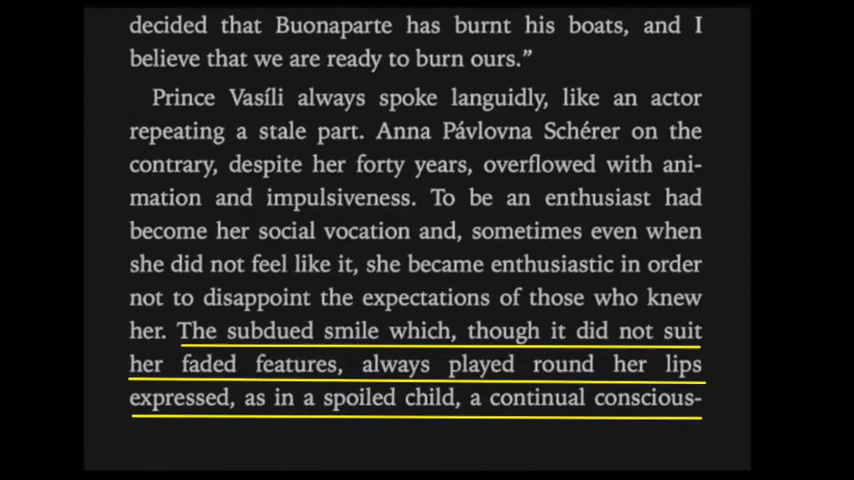 decided that Buonaparte has burnt his boats, and I
believe that we are ready to burn ours.”
Prince Vasíli always spoke languidly, like an actor
repeating a stale part. Anna Pávlovna Schérer on the
contrary, despite her forty years, overflowed with ani-
mation and impulsiveness. To be an enthusiast had
become her social vocation and, sometimes even when
she did not feel like it, she became enthusiastic in order
not to disappoint the expectations of those who knew
her. The subdued smile which, though it did not suit
her faded features, always played round her lips
expressed, as in a spoiled child, a continual conscious-